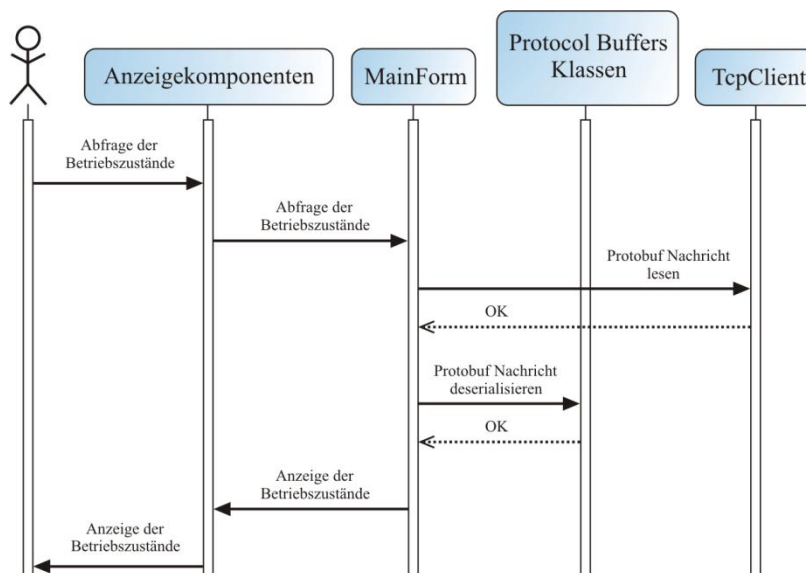 Anzeigekomponenten
MainForm
Protocol Buffers
Klassen
TcpClient
Abfrage der
Betriebszustände
Abfrage der
Betriebszustände
Protobuf Nachricht
lesen
OK
Protobuf Nachricht
deserialisieren
OK
Anzeige der
Betriebszustände
Anzeige der
Betriebszustände